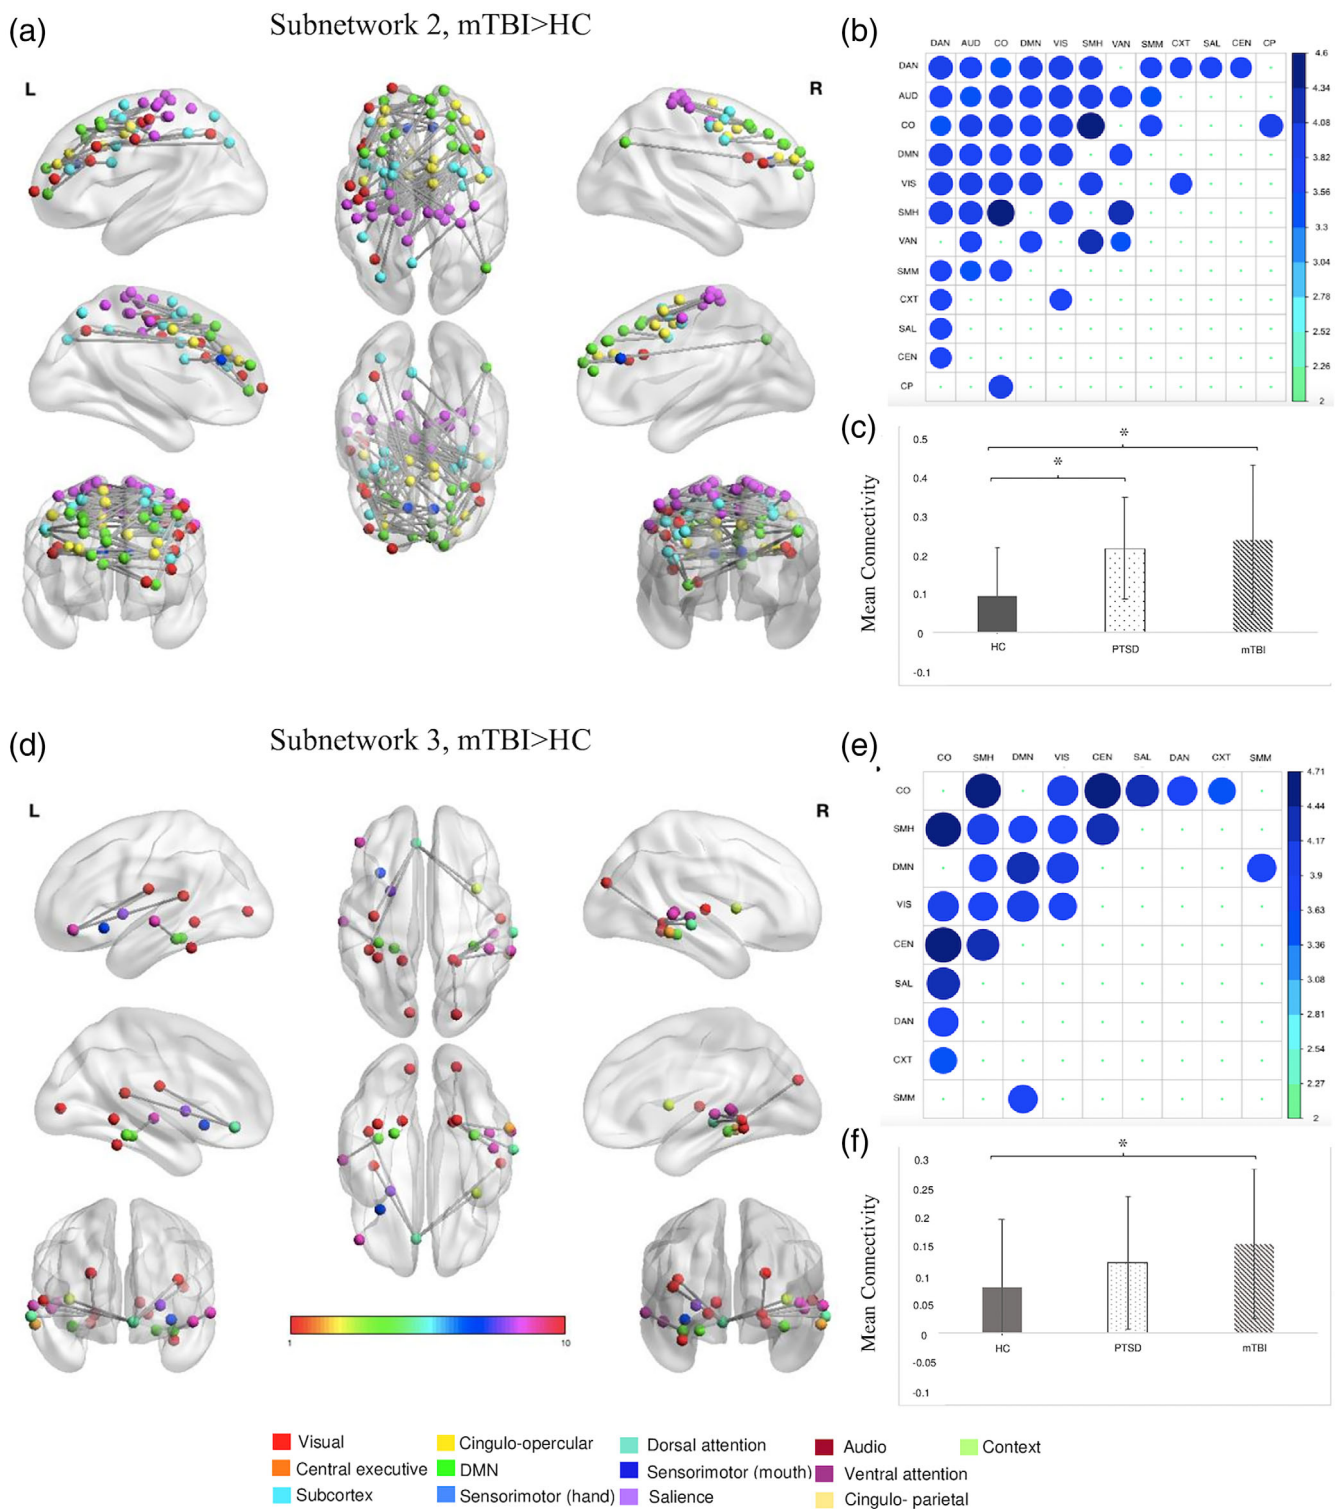 (a)
Subnetwork 2, mTBI>HC
L
R
(b)
DAN AUD CO DMN VIS SMH VAN SMM CXT SAL CEN CP
DAN
AUD
CO
DMN
VIS
SMH
VAN
SMM
CXT
SAL
CEN
CP
4.6
4.34
4.08
3.82
3.56
3.3
3.04
2.78
2.52
2.26
2
(c)
Mean Connectivity
0.5
0.4
0.3
0.2
0.1
0
-0.1
*
*
HC PTSD mTBI
(d)
Subnetwork 3, mTBI>HC
L
R
1 10
(e)
CO SMH DMN VIS CEN SAL DAN CXT SMM
CO
SMH
DMN
VIS
CEN
SAL
DAN
CXT
SMM
4.71
4.44
4.17
3.9
3.63
3.36
3.08
2.81
2.54
2.27
2
(f)
Mean Connectivity
0.3
0.25
0.2
0.15
0.1
0.05
0
-0.05
-0.1
*
HC PTSD mTBI
Visual
Central executive
Subcortex
Cingulo-opercular
DMN
Sensorimotor (hand)
Dorsal attention
Sensorimotor (mouth)
Salience
Audio
Ventral attention
Cingulo- parietal
Context